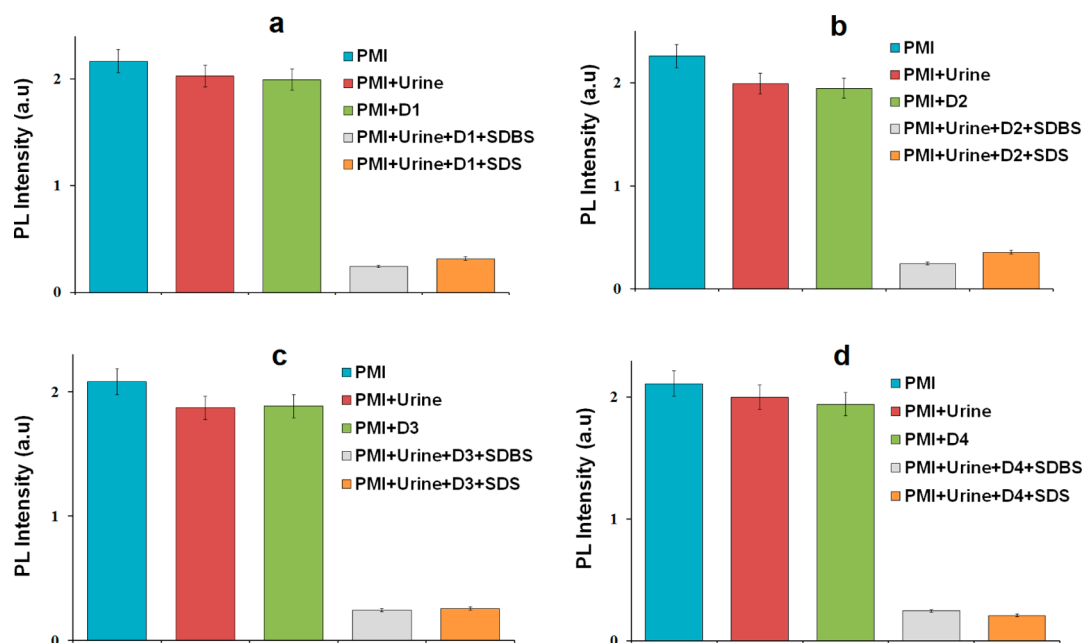 a
PL Intensity (a.u)
2
1
0
PMI
PMI+Urine
PMI+D1
PMI+Urine+D1+SDBS
PMI+Urine+D1+SDS
b
PL Intensity (a.u)
2
1
0
PMI
PMI+Urine
PMI+D2
PMI+Urine+D2+SDBS
PMI+Urine+D2+SDS
c
PL Intensity (a.u)
2
1
0
PMI
PMI+Urine
PMI+D3
PMI+Urine+D3+SDBS
PMI+Urine+D3+SDS
d
PL Intensity (a.u)
2
1
0
PMI
PMI+Urine
PMI+D4
PMI+Urine+D4+SDBS
PMI+Urine+D4+SDS